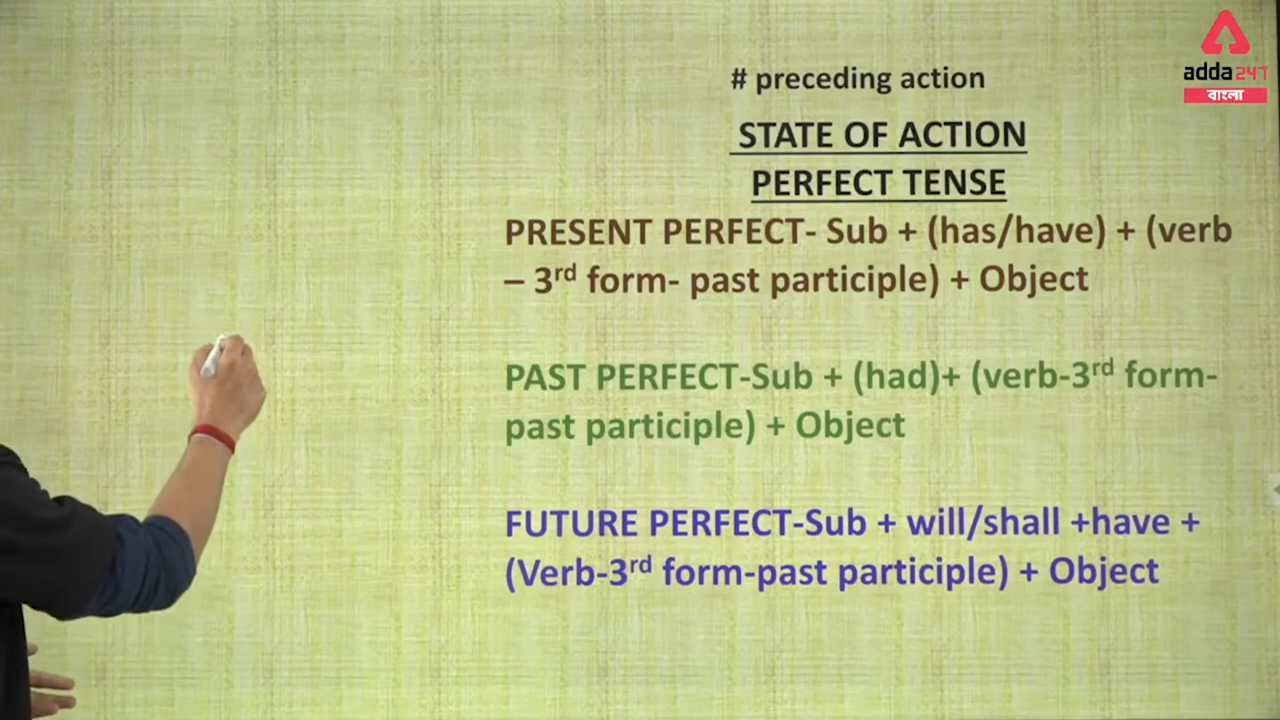 adda 247
বাংলা
# preceding action
STATE OF ACTION
PERFECT TENSE
PRESENT PERFECT- Sub + (has/have) + (verb
– 3rd form- past participle) + Object
PAST PERFECT-Sub + (had)+ (verb-3rd form-
past participle) + Object
FUTURE PERFECT-Sub + will/shall +have +
(Verb-3rd form-past participle) + Object